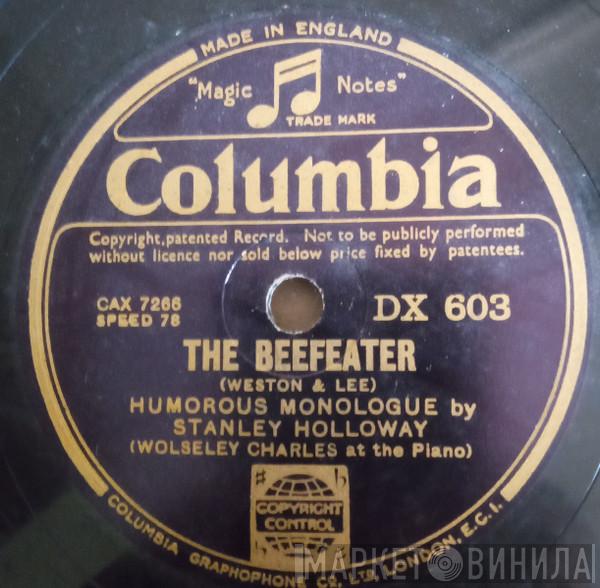 MADE IN ENGLAND
"Magic Notes"
TRADE MARK
Columbia
Copyright, patented Record. Not to be publicly performed
without licence nor sold below price fixed by patentees.
CAX 7266
SPEED 78
DX 603
THE BEEFEATER
(WESTON & LEE)
HUMOROUS MONOLOGUE by
STANLEY HOLLOWAY
(WOLSELEY CHARLES at the Piano)
COPYRIGHT
CONTROL
COLUMBIA GRAPHOPHONE CO. LTD. LONDON, E.C.1.
МАРКЕТ ВИНИЛА